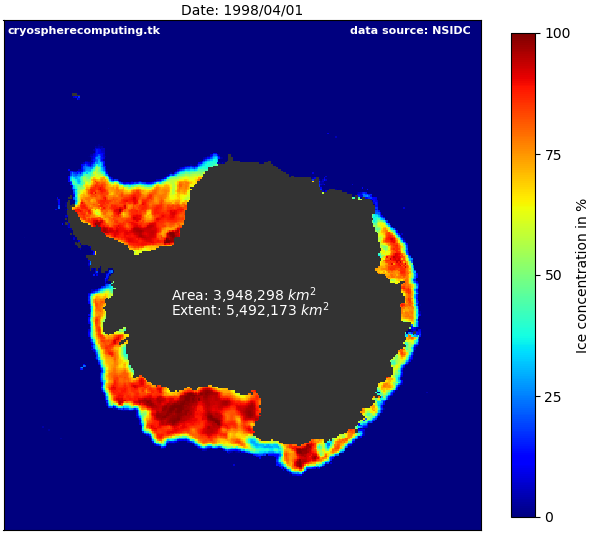 Date: 1998/04/01
cryospherecomputing.tk data source: NSIDC
Area: 3,948,298 km²
Extent: 5,492,173 km²
100
75
50
25
0
Ice concentration in %